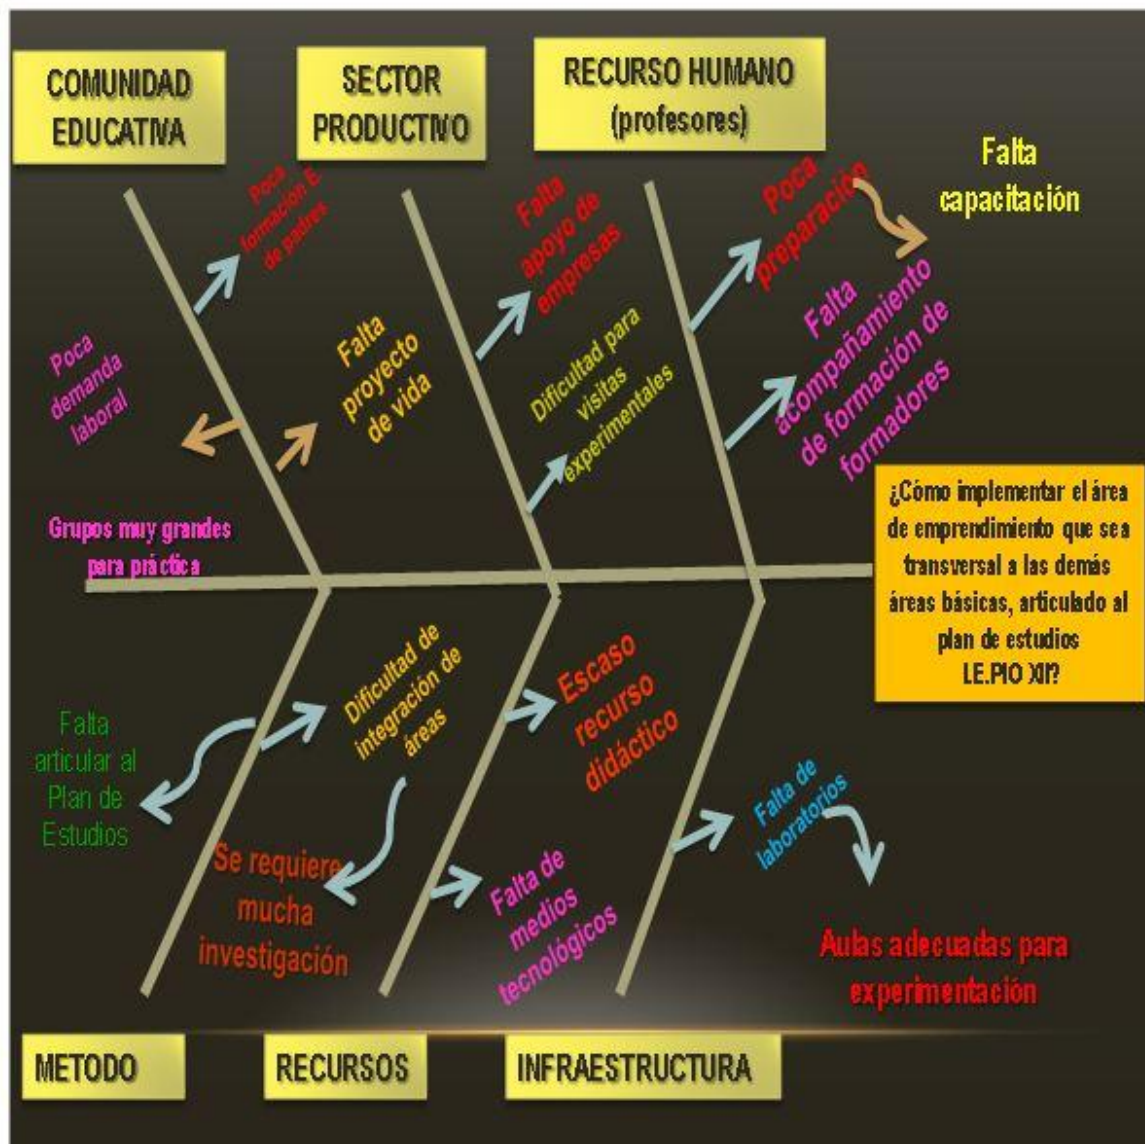 COMUNIDAD
EDUCATIVA
SECTOR
PRODUCTIVO
RECURSO HUMANO
(profesores)
Poca
formacion E.
de padres
Falta
apoyo de
empresas
Poca
preparación
Falta
capacitación
Poca
demanda
laboral
Falta
proyecto
de vida
Dificultad para
visitas
experimentales
Falta
acompañamiento
de formación de
formadores
Grupos muy grandes
para práctica
¿Cómo implementar el área
de emprendimiento que sea
transversal a las demás
áreas básicas, articulado al
plan de estudios
I.E.PIO XII?
Falta
articular al
Plan de
Estudios
Dificultad de
integración de
áreas
Escaso
recurso
didáctico
Falta de
laboratorios
Se requiere
mucha
investigación
Falta de
medios
tecnológicos
Aulas adecuadas para
experimentación
METODO
RECURSOS
INFRAESTRUCTURA